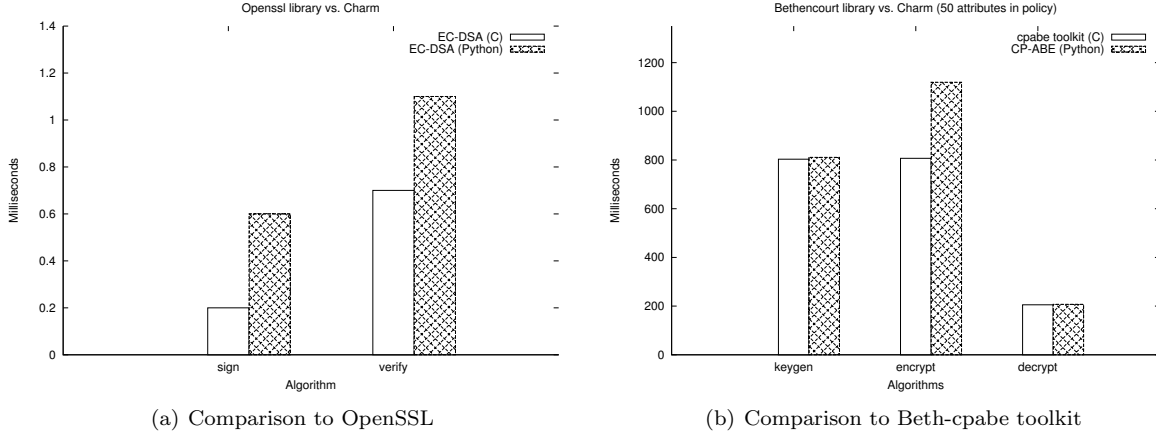 Openssl library vs. Charm
EC-DSA (C)
EC-DSA (Python)
1.4
1.2
1
0.8
0.6
0.4
0.2
0
Milliseconds
sign
verify
Algorithm
(a) Comparison to OpenSSL
Bethencourt library vs. Charm (50 attributes in policy)
cpabe toolkit (C)
CP-ABE (Python)
1200
1000
800
600
400
200
0
Milliseconds
keygen
encrypt
decrypt
Algorithms
(b) Comparison to Beth-cpabe toolkit